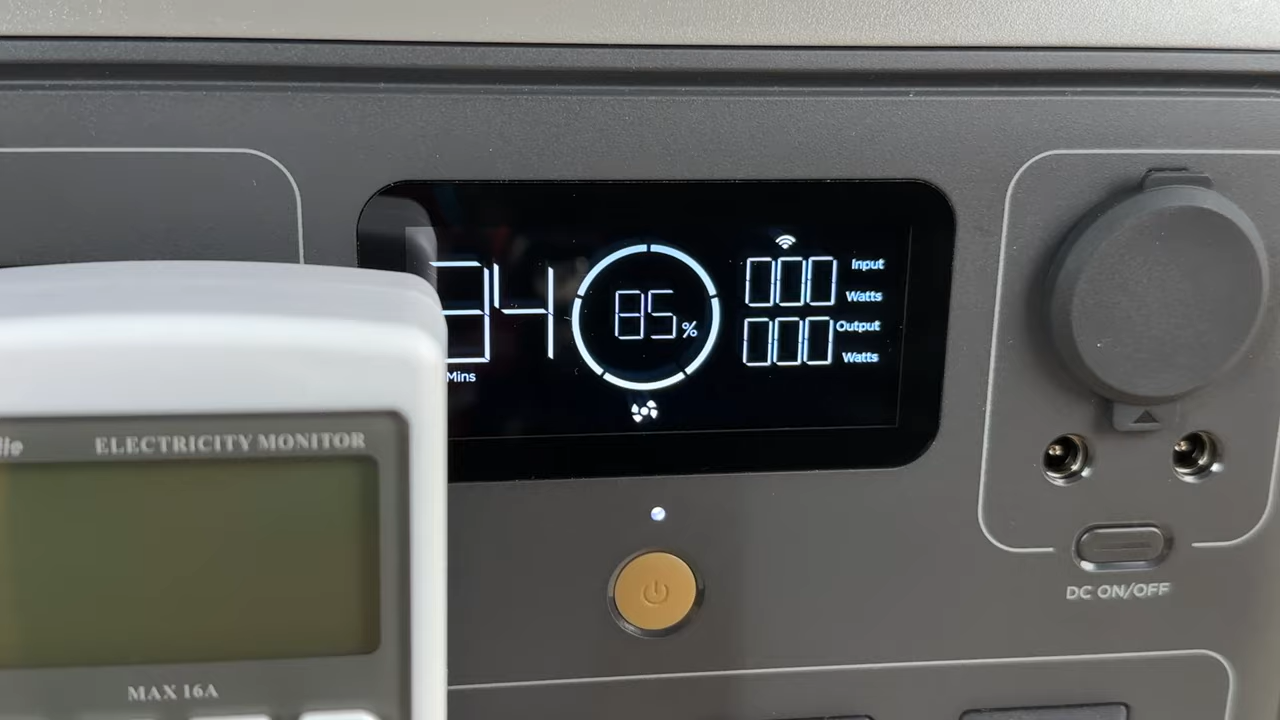 34
Mins
85%
000 Input
Watts
000 Output
Watts
ELECTRICITY MONITOR
MAX 16A
DC ON/OFF